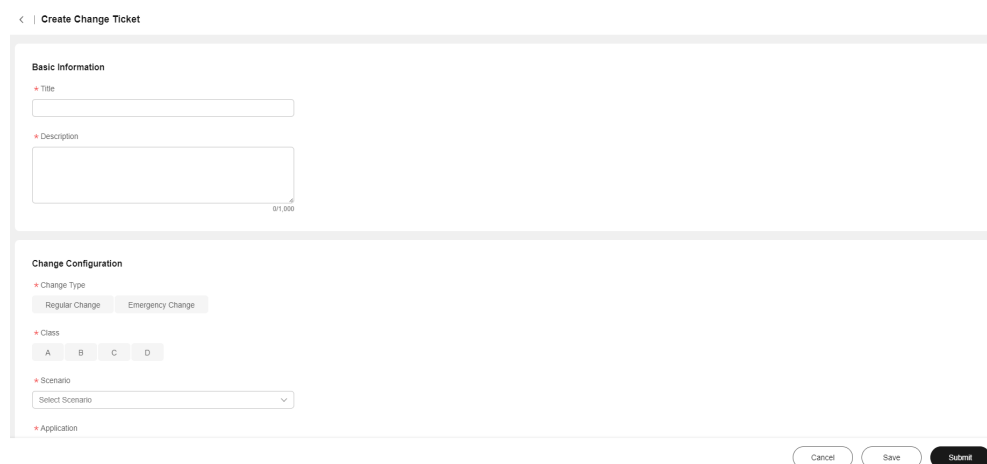 < | Create Change Ticket
Basic Information
* Title
* Description
0/1,000
Change Configuration
* Change Type
Regular Change Emergency Change
* Class
A B C D
* Scenario
Select Scenario
* Application
Cancel Save Submit